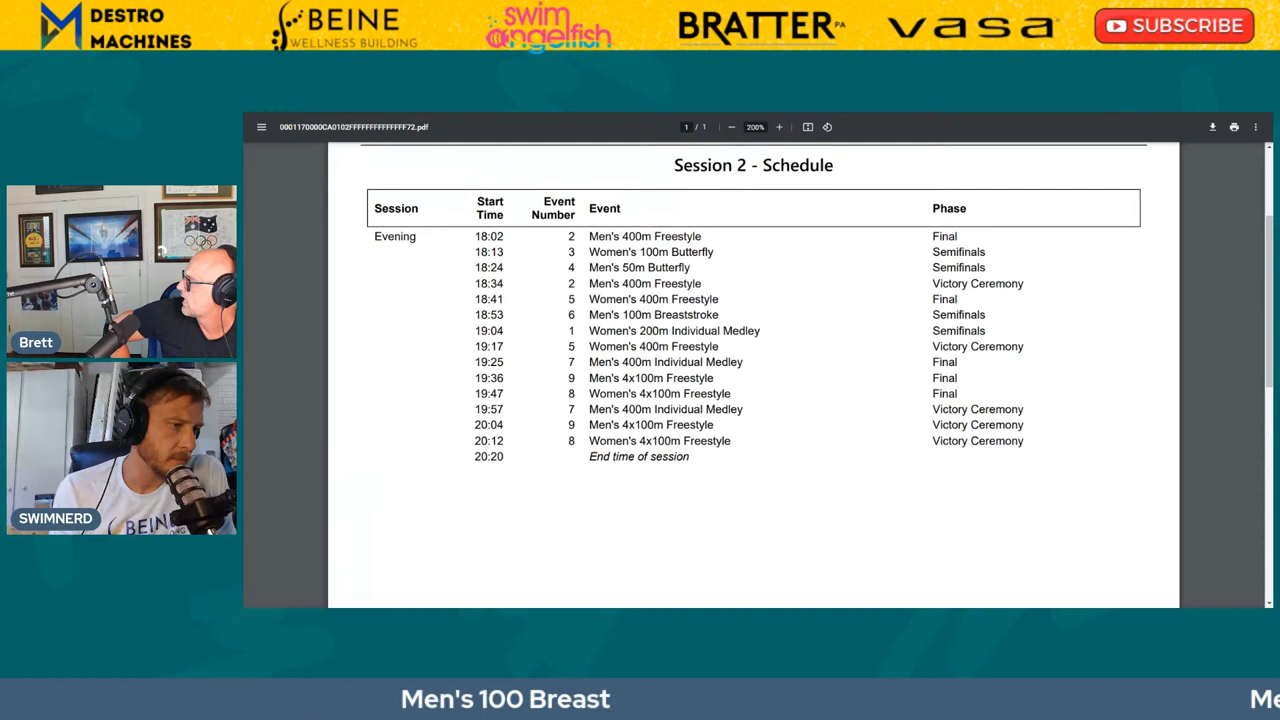 DESTRO
MACHINES
BEINE
WELLNESS BUILDING
swim
angelfish
BRATTER PA
vasa
SUBSCRIBE
0001170000CA0102FFFFFFFFFFFFFF72.pdf
1 / 1
200%
Session 2 - Schedule
Session Start Time Event Number Event Phase
Evening 18:02 2 Men's 400m Freestyle Final
18:13 3 Women's 100m Butterfly Semifinals
18:24 4 Men's 50m Butterfly Semifinals
18:34 2 Men's 400m Freestyle Victory Ceremony
18:41 5 Women's 400m Freestyle Final
18:53 6 Men's 100m Breaststroke Semifinals
19:04 1 Women's 200m Individual Medley Semifinals
19:17 5 Women's 400m Freestyle Victory Ceremony
19:25 7 Men's 400m Individual Medley Final
19:36 9 Men's 4x100m Freestyle Final
19:47 8 Women's 4x100m Freestyle Final
19:57 7 Men's 400m Individual Medley Victory Ceremony
20:04 9 Men's 4x100m Freestyle Victory Ceremony
20:12 8 Women's 4x100m Freestyle Victory Ceremony
20:20 End time of session
Brett
BEINE
SWIMNERD
Men's 100 Breast
Me